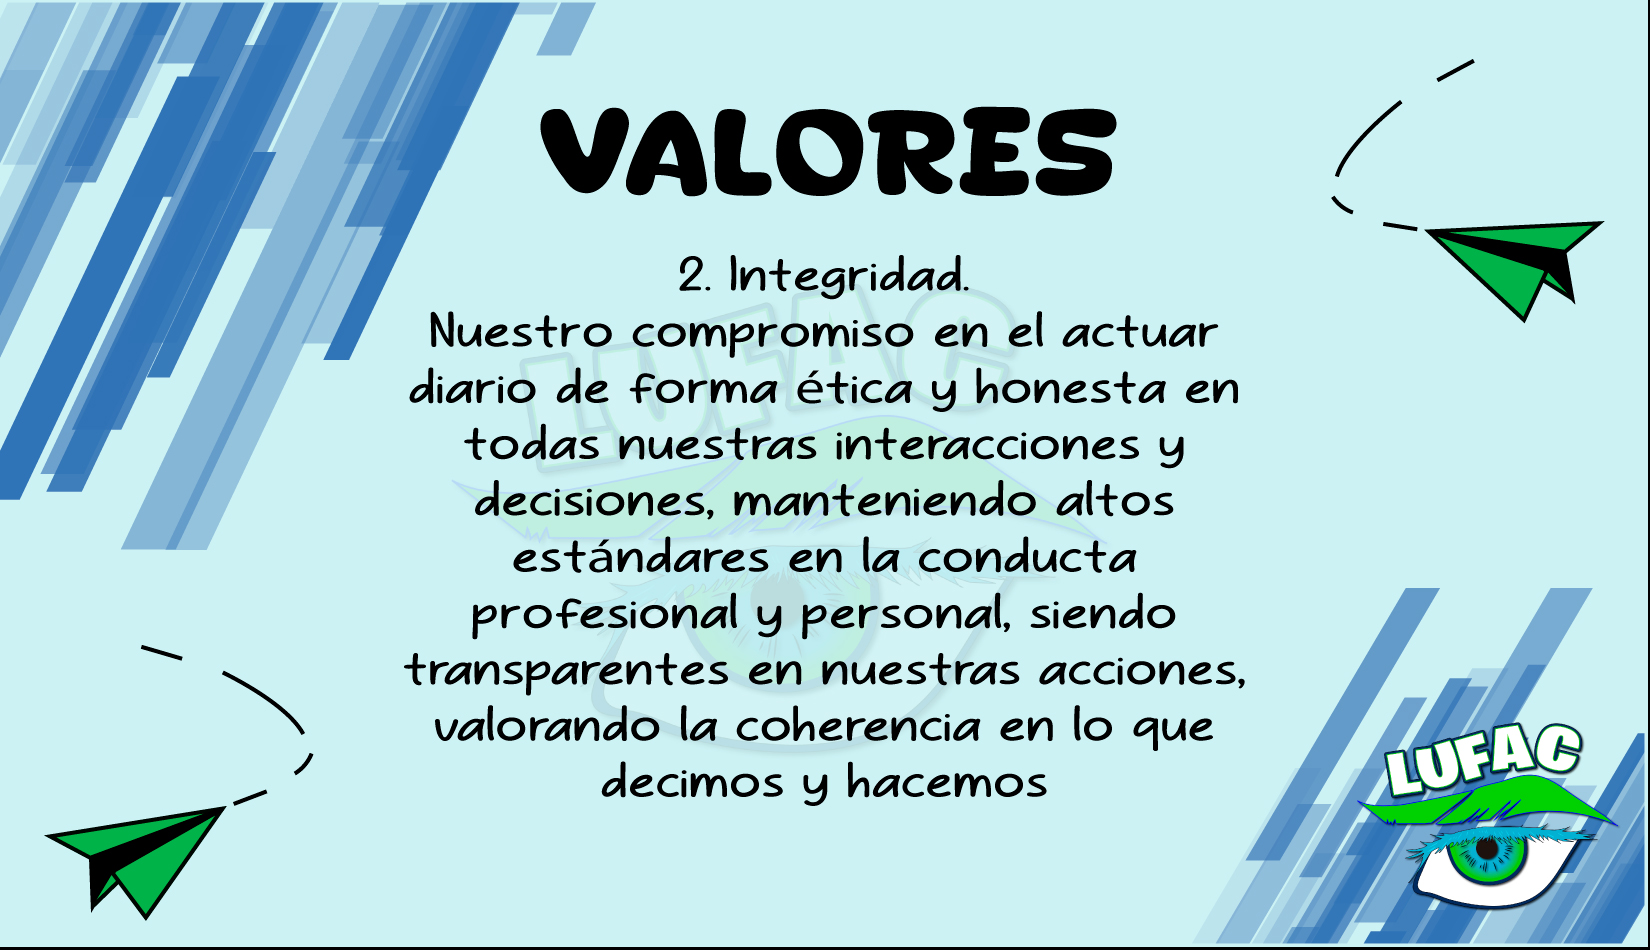 VALORES
2. Integridad.
Nuestro compromiso en el actuar
diario de forma ética y honesta en
todas nuestras interacciones y
decisiones, manteniendo altos
estándares en la conducta
profesional y personal, siendo
transparentes en nuestras acciones,
valorando la coherencia en lo que
decimos y hacemos
LUFAC
LUFAC